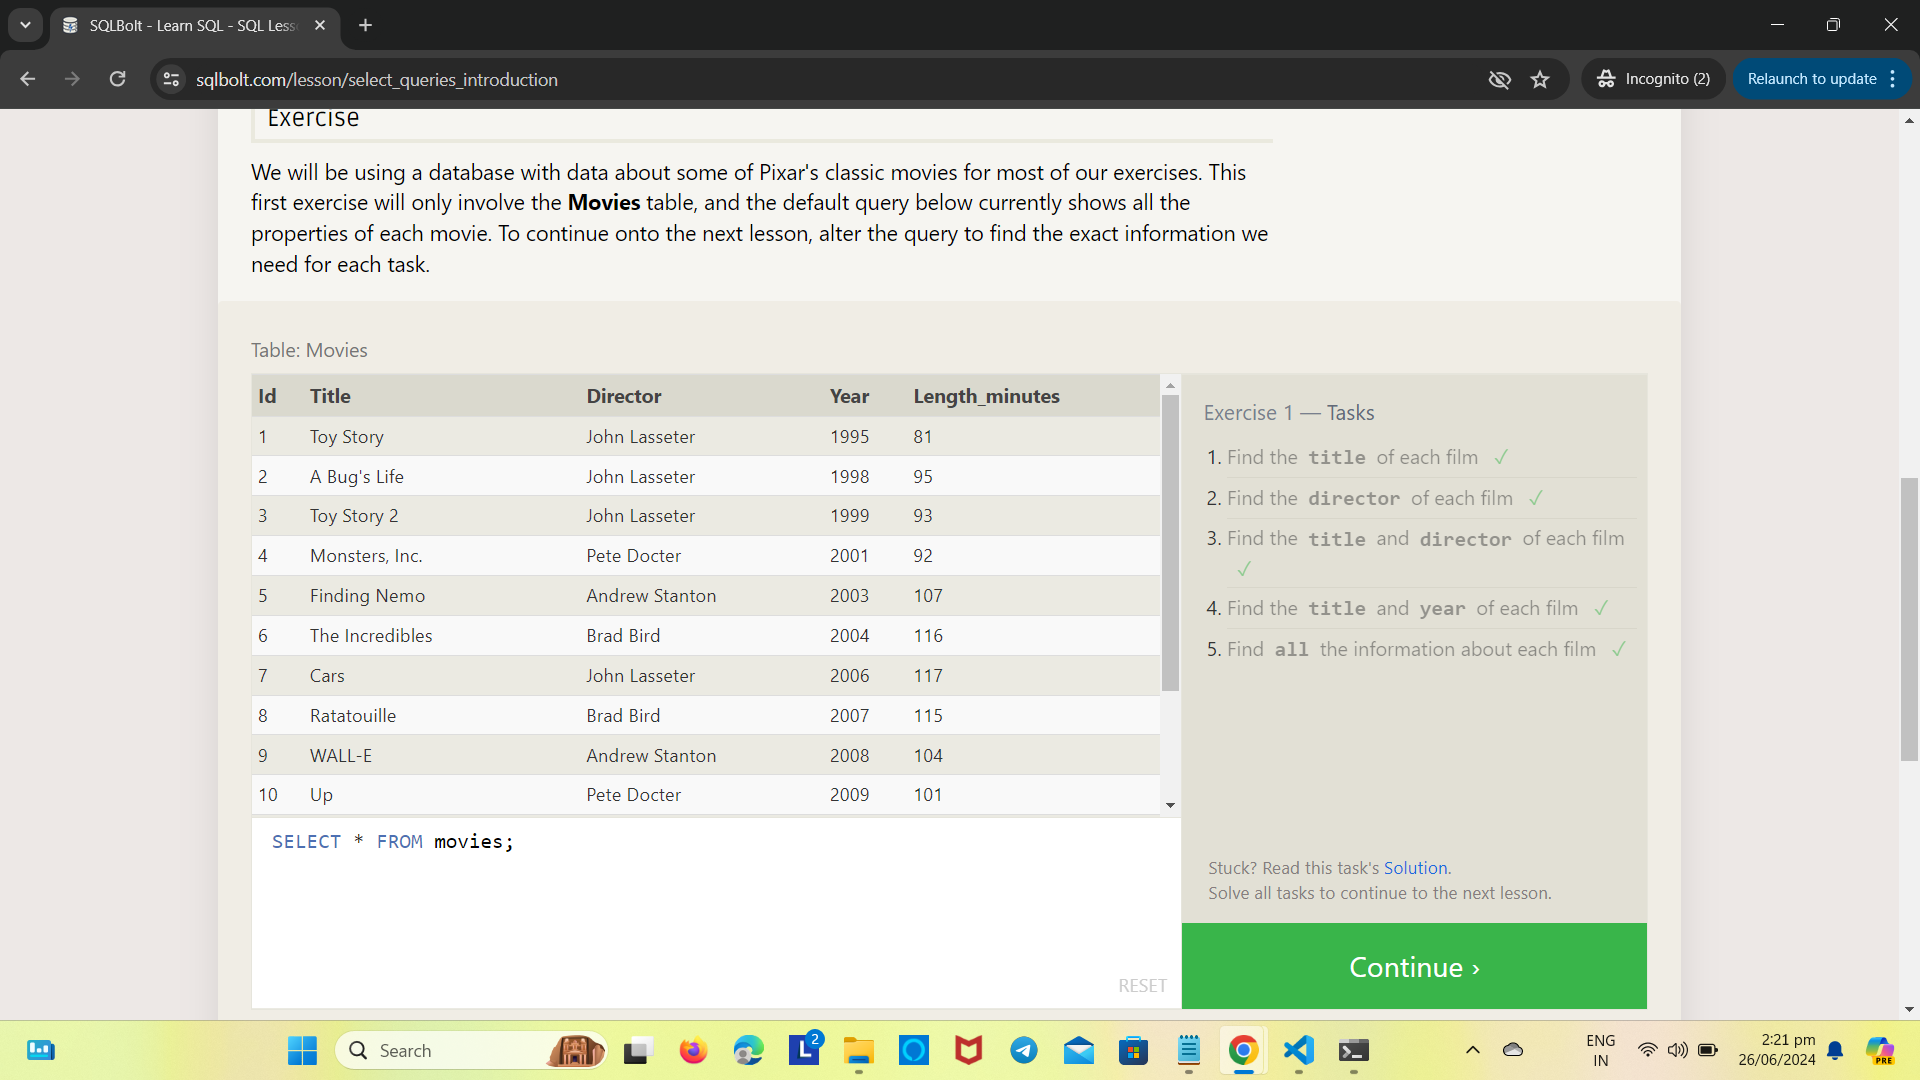 SQLBolt - Learn SQL - SQL Less
sqlbolt.com/lesson/select_queries_introduction
Incognito (2)
Relaunch to update
Exercise
We will be using a database with data about some of Pixar's classic movies for most of our exercises. This
first exercise will only involve the Movies table, and the default query below currently shows all the
properties of each movie. To continue onto the next lesson, alter the query to find the exact information we
need for each task.
Table: Movies
Id Title Director Year Length_minutes
1 Toy Story John Lasseter 1995 81
2 A Bug's Life John Lasseter 1998 95
3 Toy Story 2 John Lasseter 1999 93
4 Monsters, Inc. Pete Docter 2001 92
5 Finding Nemo Andrew Stanton 2003 107
6 The Incredibles Brad Bird 2004 116
7 Cars John Lasseter 2006 117
8 Ratatouille Brad Bird 2007 115
9 WALL-E Andrew Stanton 2008 104
10 Up Pete Docter 2009 101
SELECT * FROM movies;
RESET
Exercise 1 — Tasks
1. Find the title of each film ✓
2. Find the director of each film ✓
3. Find the title and director of each film
✓
4. Find the title and year of each film ✓
5. Find all the information about each film ✓
Stuck? Read this task's Solution.
Solve all tasks to continue to the next lesson.
Continue ›
Search
L 2
ENG
IN
2:21 pm
26/06/2024
PRE